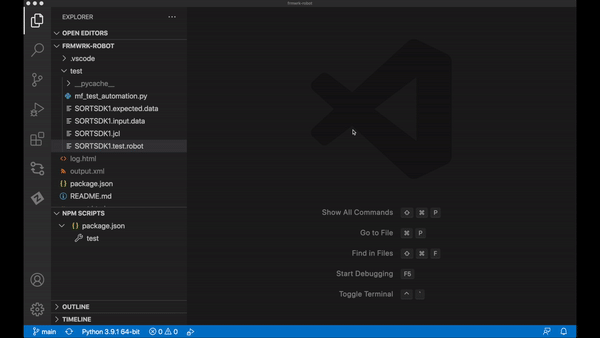 frmwrk-robot
EXPLORER
OPEN EDITORS
FRMWRK-ROBOT
.vscode
test
__pycache__
mf_test_automation.py
SORTSDK1.expected.data
SORTSDK1.input.data
SORTSDK1.jcl
SORTSDK1.test.robot
log.html
output.xml
package.json
README.md
NPM SCRIPTS
package.json
test
OUTLINE
TIMELINE
Show All Commands ⇧ ⌘ P
Go to File ⌘ P
Find in Files ⇧ ⌘ F
Start Debugging F5
Toggle Terminal ⌃ `
main Python 3.9.1 64-bit 0 0